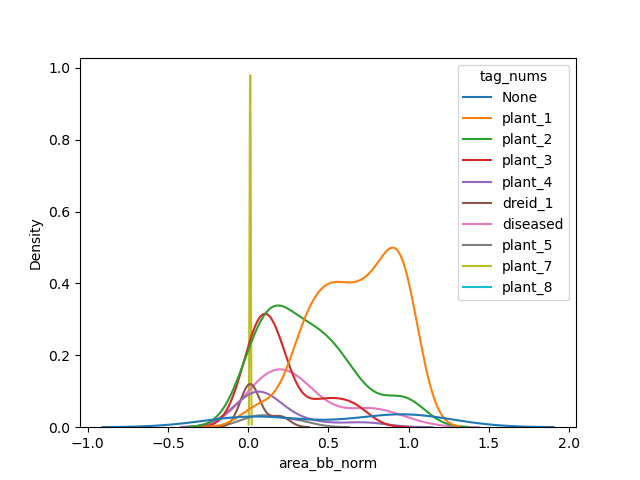 1.0
0.8
0.6
0.4
0.2
0.0
Density
−1.0 −0.5 0.0 0.5 1.0 1.5 2.0
area_bb_norm
tag_nums
None
plant_1
plant_2
plant_3
plant_4
dreid_1
diseased
plant_5
plant_7
plant_8